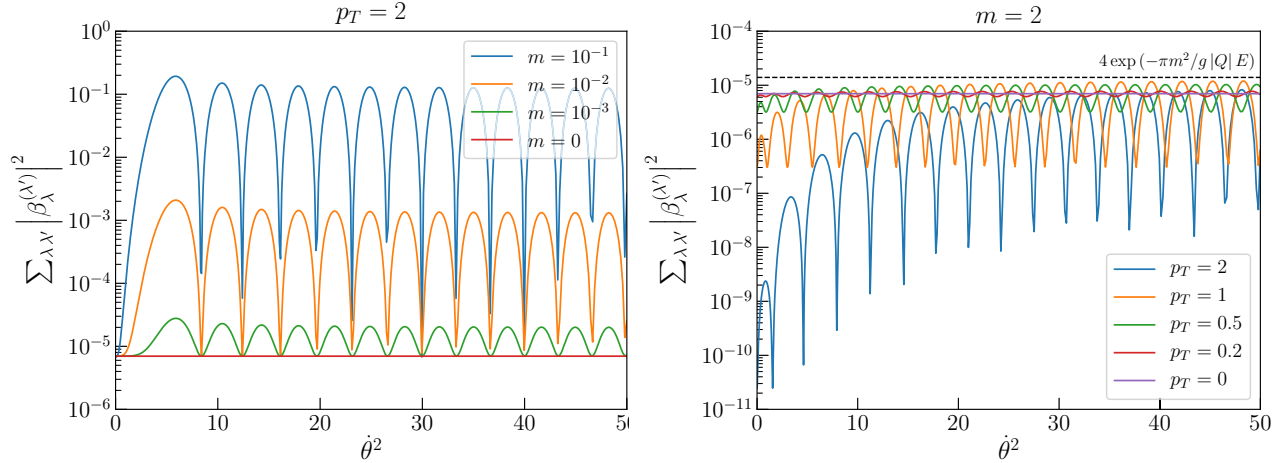 p_T = 2
10^0
10^{-1}
10^{-2}
10^{-3}
10^{-4}
10^{-5}
10^{-6}
∑_{λ λ'} |β_λ^{(λ')}|^2
m = 10^{-1}
m = 10^{-2}
m = 10^{-3}
m = 0
0 10 20 30 40 50
θ̇^2
m = 2
10^{-4}
10^{-5}
10^{-6}
10^{-7}
10^{-8}
10^{-9}
10^{-10}
10^{-11}
∑_{λ λ'} |β_λ^{(λ')}|^2
4 exp (−πm^2/g |Q| E)
p_T = 2
p_T = 1
p_T = 0.5
p_T = 0.2
p_T = 0
0 10 20 30 40 50
θ̇^2